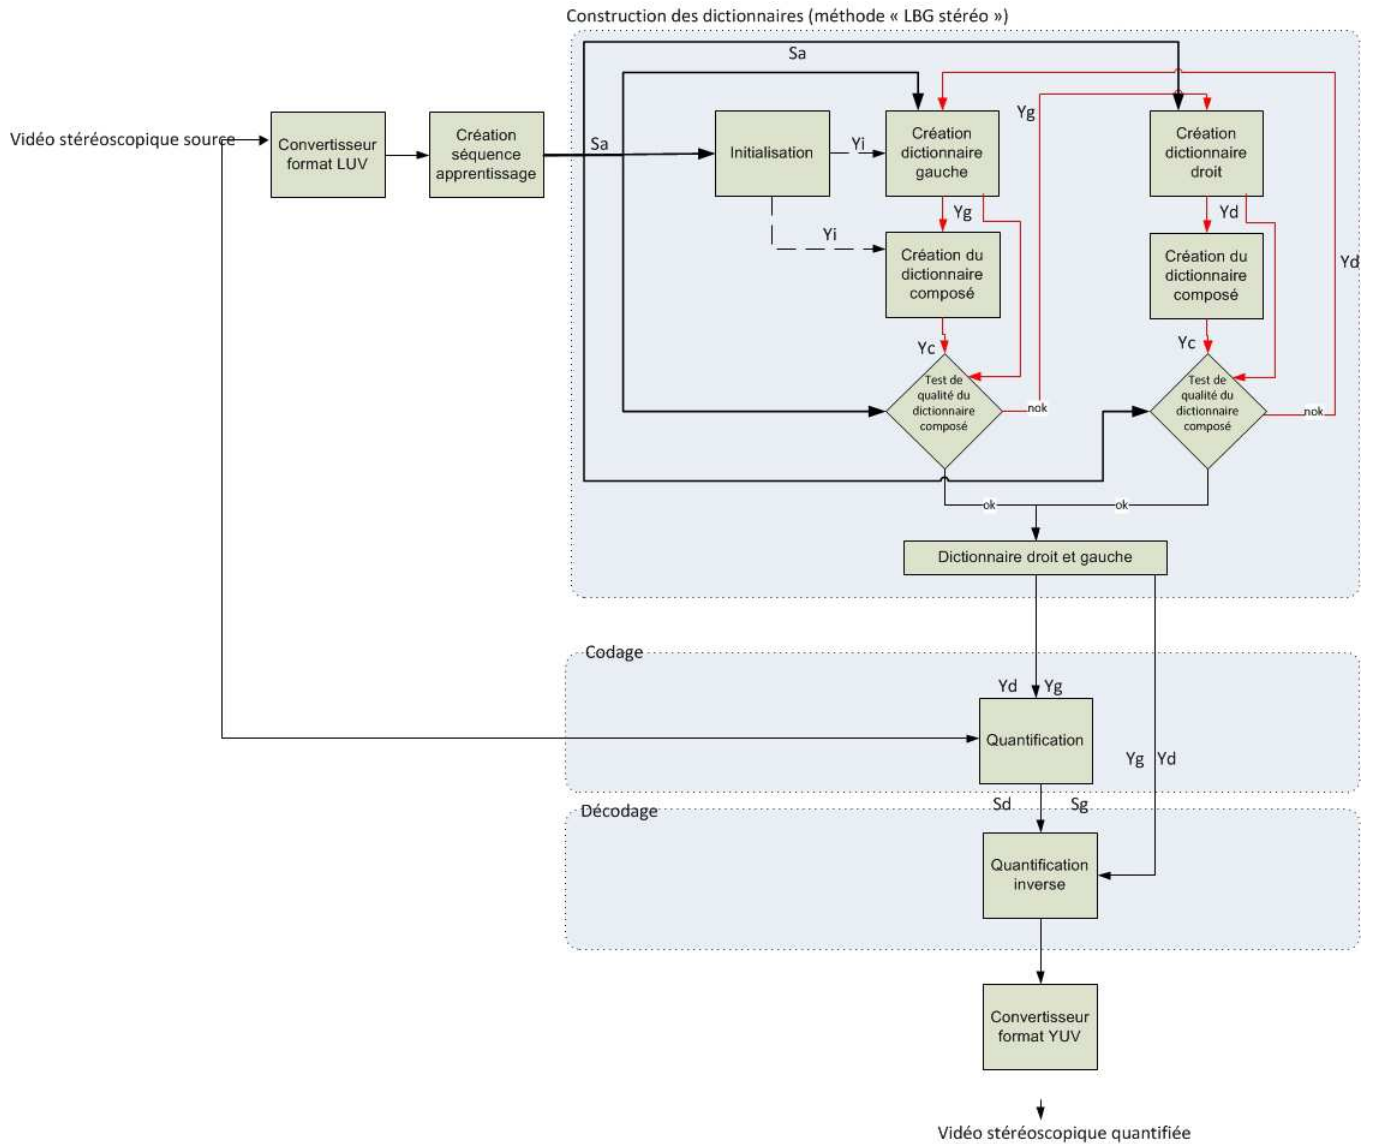 Construction des dictionnaires (méthode « LBG stéréo »)
Sa
Vidéo stéréoscopique source
Convertisseur
format LUV
Création
séquence
apprentissage
Sa
Initialisation
Yi
Création
dictionnaire
gauche
Yg
Création
dictionnaire
droit
Yi
Yg
Yd
Création du
dictionnaire
composé
Création du
dictionnaire
composé
Yd
Yc
Yc
Test de
qualité du
dictionnaire
composé
nok
Test de
qualité du
dictionnaire
composé
nok
ok
ok
Dictionnaire droit et gauche
Codage
Yd Yg
Quantification
Yg Yd
Sd Sg
Décodage
Quantification
inverse
Convertisseur
format YUV
Vidéo stéréoscopique quantifiée